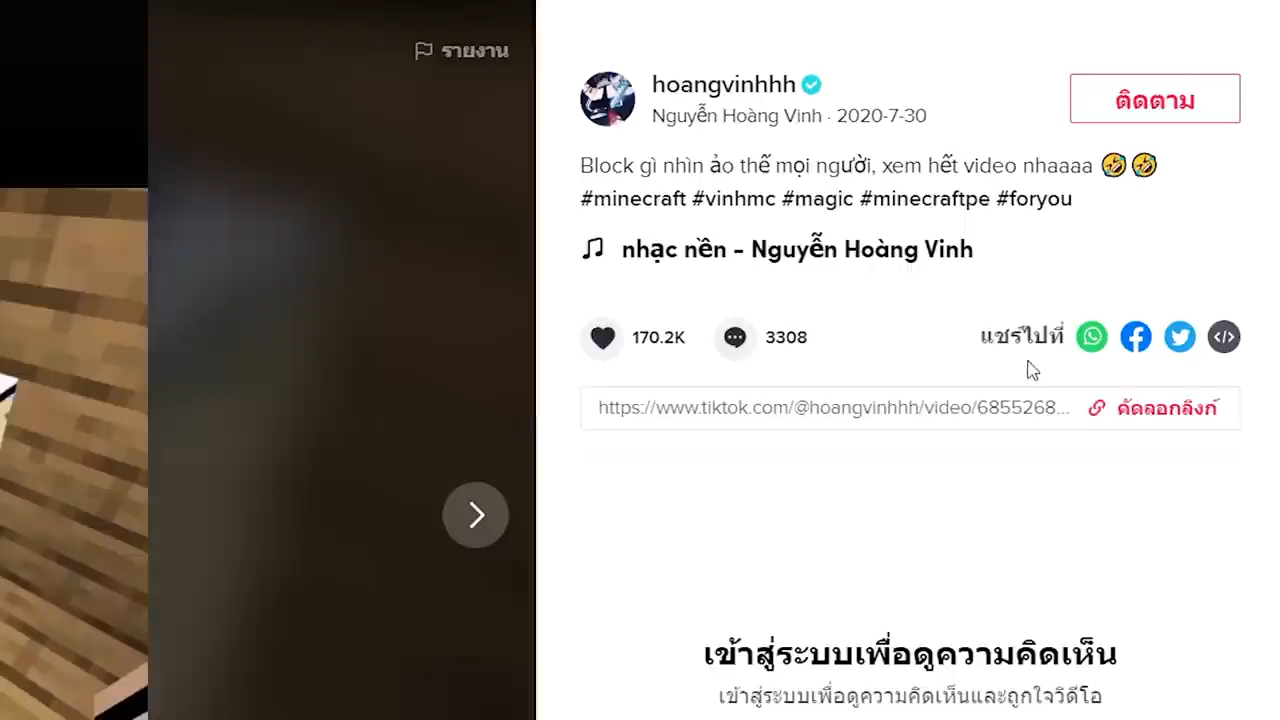 รายงาน
hoangvinhhh
ติดตาม
Nguyễn Hoàng Vinh · 2020-7-30
Block gì nhìn ảo thế mọi người, xem hết video nhaaaa 🤣🤣
#minecraft #vinhmc #magic #minecraftpe #foryou
nhạc nền - Nguyễn Hoàng Vinh
170.2K 3308 แชร์ไปที่
https://www.tiktok.com/@hoangvinhhh/video/6855268... คัดลอกลิงก์
เข้าสู่ระบบเพื่อดูความคิดเห็น
เข้าสู่ระบบเพื่อดูความคิดเห็นและถูกใจวิดีโอ